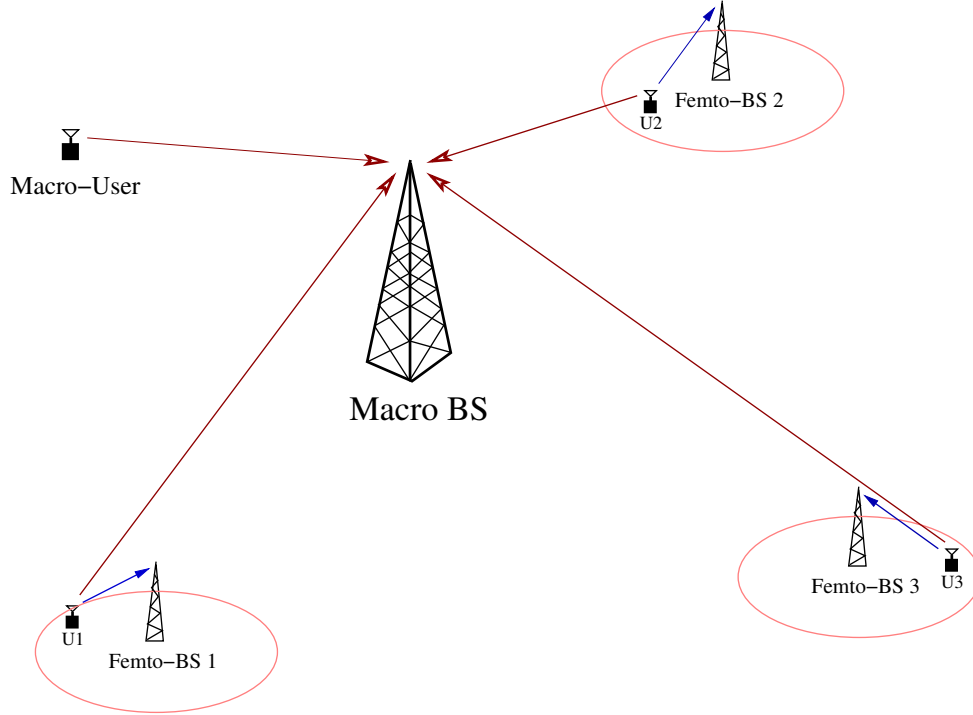 Femto−BS 2
U2
Macro−User
Macro BS
Femto−BS 3
U3
U1
Femto−BS 1